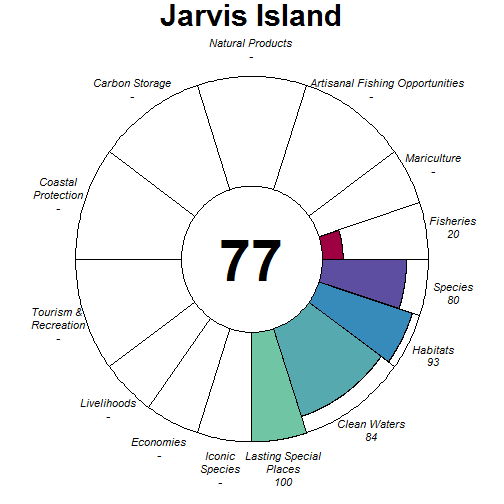 Jarvis Island
Natural Products
-
Carbon Storage
-
Artisanal Fishing Opportunities
-
Mariculture
-
Coastal
Protection
-
Fisheries
20
77
Species
80
Tourism &
Recreation
-
Habitats
93
Livelihoods
-
Clean Waters
84
Economies
-
Iconic
Species
-
Lasting Special
Places
100